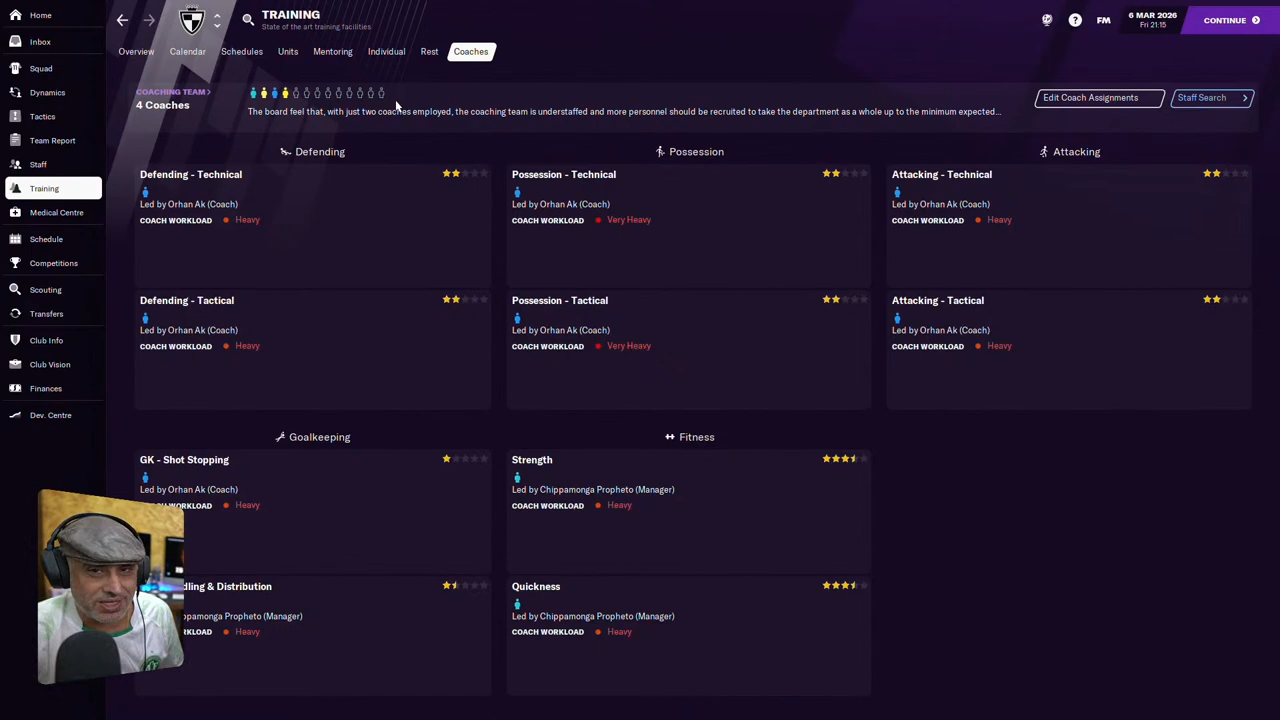 Home
Inbox
Squad
Dynamics
Tactics
Team Report
Staff
Training
Medical Centre
Schedule
Competitions
Scouting
Transfers
Club Info
Club Vision
Finances
Dev. Centre
TRAINING
State of the art training facilities
FM
6 MAR 2026
Fri 21:15
CONTINUE
Overview
Calendar
Schedules
Units
Mentoring
Individual
Rest
Coaches
COACHING TEAM >
4 Coaches
The board feel that, with just two coaches employed, the coaching team is understaffed and more personnel should be recruited to take the department as a whole up to the minimum expected...
Edit Coach Assignments
Staff Search
Defending
Possession
Attacking
Defending - Technical
Led by Orhan Ak (Coach)
COACH WORKLOAD Heavy
Possession - Technical
Led by Orhan Ak (Coach)
COACH WORKLOAD Very Heavy
Attacking - Technical
Led by Orhan Ak (Coach)
COACH WORKLOAD Heavy
Defending - Tactical
Led by Orhan Ak (Coach)
COACH WORKLOAD Heavy
Possession - Tactical
Led by Orhan Ak (Coach)
COACH WORKLOAD Very Heavy
Attacking - Tactical
Led by Orhan Ak (Coach)
COACH WORKLOAD Heavy
Goalkeeping
Fitness
GK - Shot Stopping
Led by Orhan Ak (Coach)
WORKLOAD Heavy
Strength
Led by Chippamonga Propheto (Manager)
COACH WORKLOAD Heavy
& Distribution
Propheto (Manager)
Heavy
Quickness
Led by Chippamonga Propheto (Manager)
COACH WORKLOAD Heavy